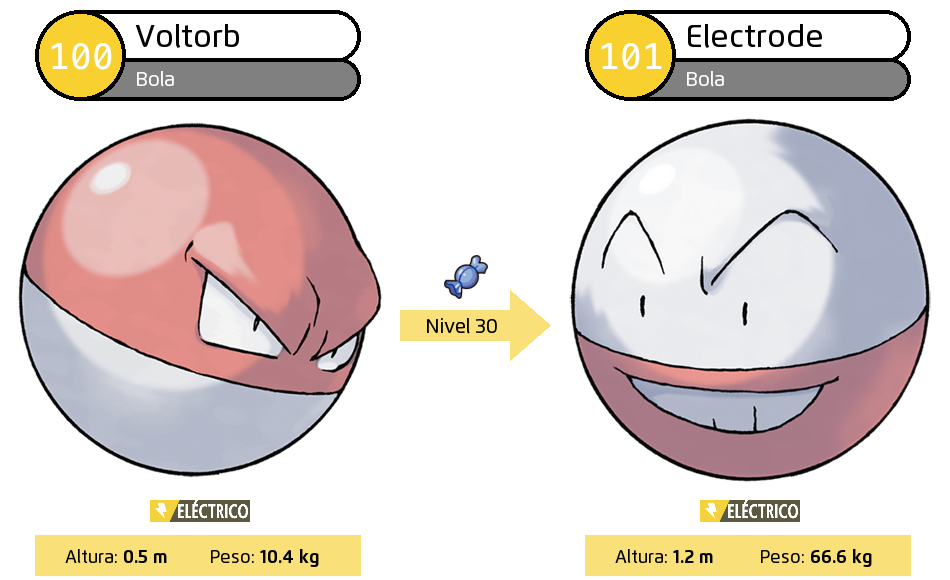 100 Voltorb
Bola
101 Electrode
Bola
Nivel 30
ELÉCTRICO
ELÉCTRICO
Altura: 0.5 m Peso: 10.4 kg
Altura: 1.2 m Peso: 66.6 kg